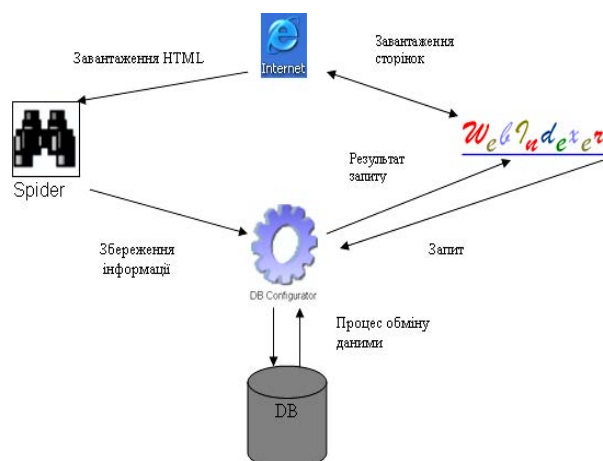 Завантаження
сторінок
Internet
Завантаження HTML
WebIndexer
Результат
запиту
Spider
Запит
Збереження
інформації
DB Configurator
Процес обміну
даними
DB